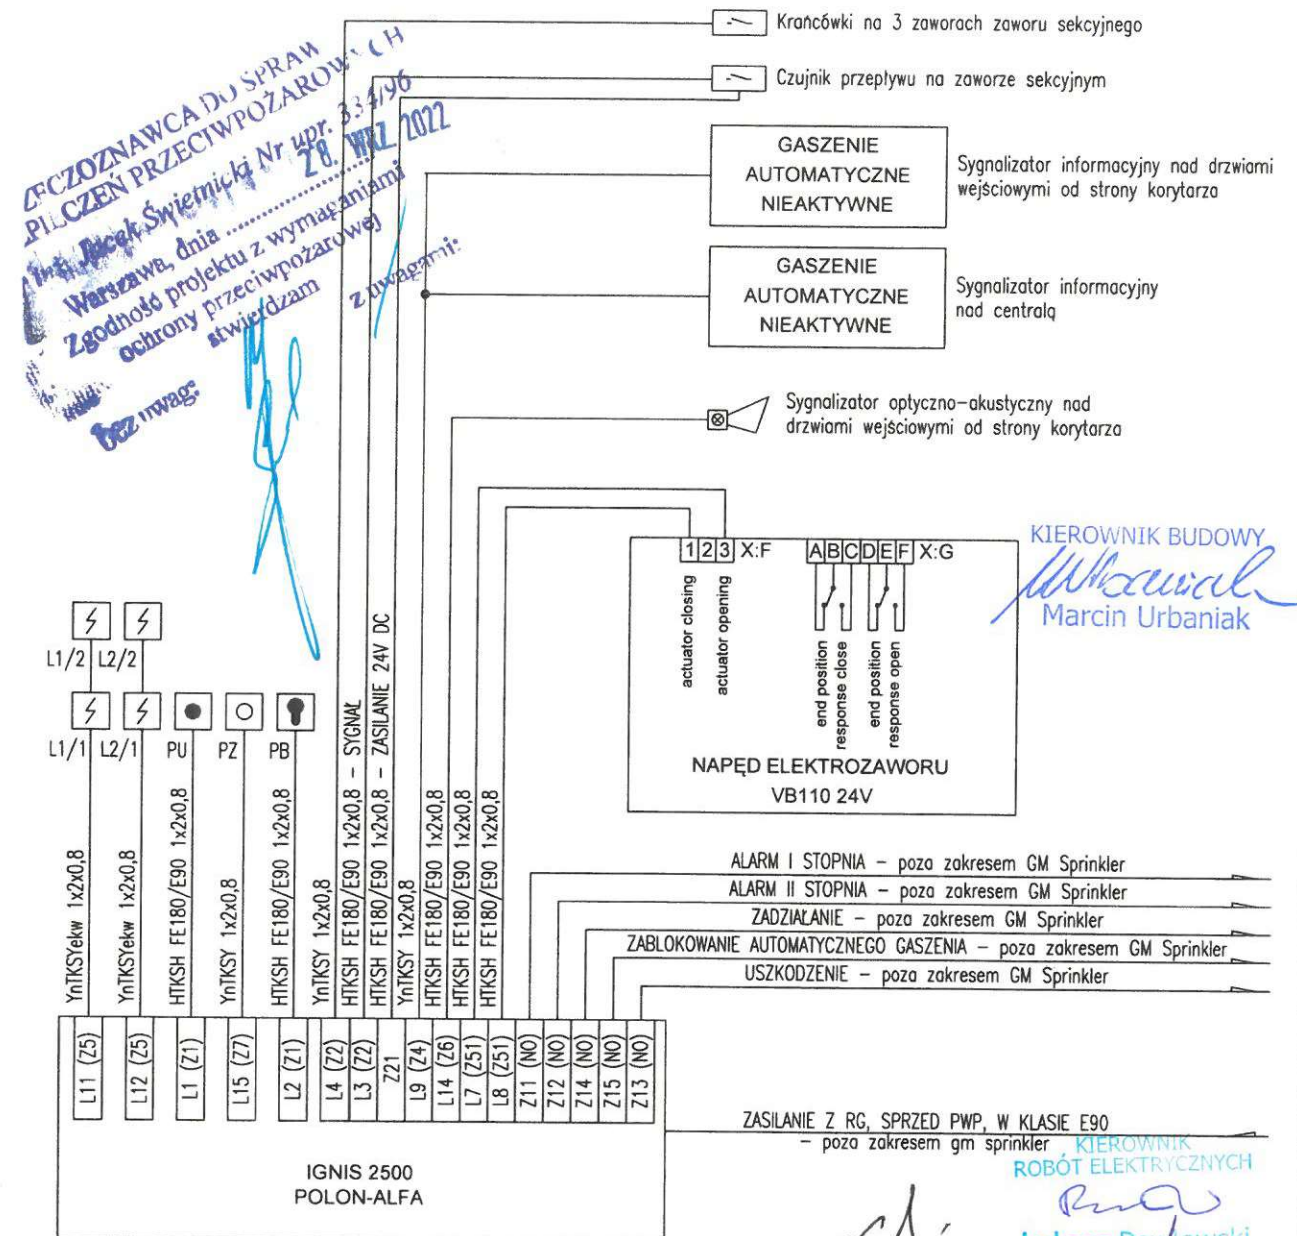 Krańcówki na 3 zaworach zaworu sekcyjnego
Czujnik przepływu na zaworze sekcyjnym
GASZENIE
AUTOMATYCZNE
NIEAKTYWNE
Sygnalizator informacyjny nad drzwiami
wejściowymi od strony korytarza
GASZENIE
AUTOMATYCZNE
NIEAKTYWNE
Sygnalizator informacyjny
nad centralą
Sygnalizator optyczno-akustyczny nad
drzwiami wejściowymi od strony korytarza
ZECZOZNAWCA DO SPRAW
PIECZEŃ PRZECIWPOŻAROWYCH
inż. Jacek Świetnicki Nr upr. 334/96
28. WRZ. 2022
Warszawa, dnia
Zgodność projektu z wymaganiami
ochrony przeciwpożarowej
stwierdzam
z uwagami:
bez uwag:
1 2 3 X:F
A B C D E F X:G
actuator closing
actuator opening
end position
response close
end position
response open
NAPĘD ELEKTROZAWORU
VB110 24V
KIEROWNIK BUDOWY
Marcin Urbaniak
L1/2 L2/2
L1/1 L2/1 PU PZ PB
YnTKSYekw 1x2x0,8
YnTKSYekw 1x2x0,8
HTKSH FE180/E90 1x2x0,8
YnTKSY 1x2x0,8
HTKSH FE180/E90 1x2x0,8
YnTKSY 1x2x0,8
HTKSH FE180/E90 1x2x0,8 - SYGNAŁ
HTKSH FE180/E90 1x2x0,8 - ZASILANIE 24V DC
YnTKSY 1x2x0,8
HTKSH FE180/E90 1x2x0,8
HTKSH FE180/E90 1x2x0,8
HTKSH FE180/E90 1x2x0,8
ALARM I STOPNIA - poza zakresem GM Sprinkler
ALARM II STOPNIA - poza zakresem GM Sprinkler
ZADZIAŁANIE - poza zakresem GM Sprinkler
ZABLOKOWANIE AUTOMATYCZNEGO GASZENIA - poza zakresem GM Sprinkler
USZKODZENIE - poza zakresem GM Sprinkler
L11 (Z5)
L12 (Z5)
L1 (Z1)
L15 (Z7)
L2 (Z1)
L4 (Z2)
L3 (Z2)
Z21
L9 (Z4)
L14 (Z6)
L7 (Z51)
L8 (Z51)
Z11 (NO)
Z12 (NO)
Z14 (NO)
Z15 (NO)
Z13 (NO)
ZASILANIE Z RG, SPRZED PWP, W KLASIE E90
- poza zakresem gm sprinkler
KIEROWNIK
ROBÓT ELEKTRYCZNYCH
IGNIS 2500
POLON-ALFA